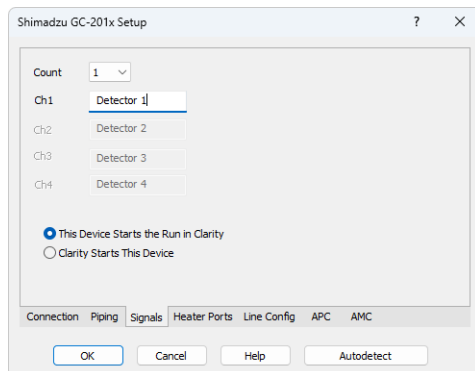 Shimadzu GC-201x Setup ? ×
Count 1
Ch1 Detector 1
Ch2 Detector 2
Ch3 Detector 3
Ch4 Detector 4
This Device Starts the Run in Clarity
Clarity Starts This Device
Connection Piping Signals Heater Ports Line Config APC AMC
OK Cancel Help Autodetect